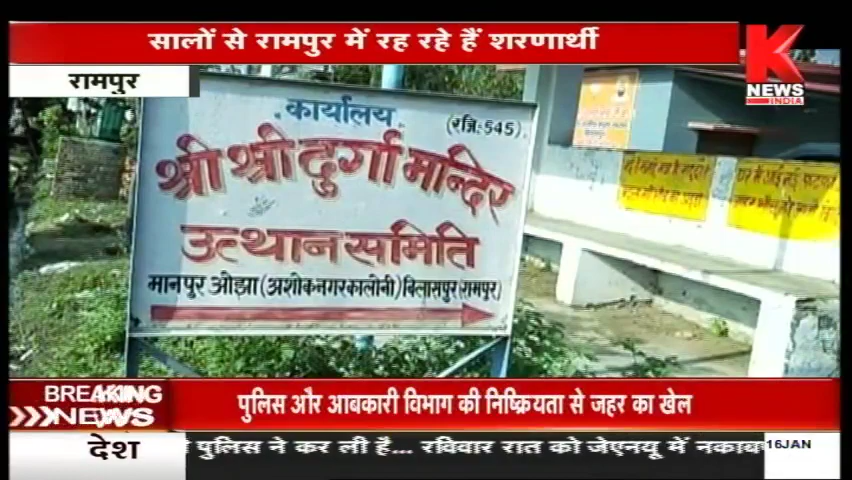 सालों से रामपुर में रह रहे हैं शरणार्थी
K
NEWS
INDIA
रामपुर
कार्यालय
(रजि.545)
श्री श्री दुर्गा मन्दिर
उत्थान समिति
मानपुर ओझा (अशोकनगर कालोनी) बिलासपुर (रामपुर)
BREAKING
NEWS
पुलिस और आबकारी विभाग की निष्क्रियता से जहर का खेल
देश
पुलिस ने कर ली है... रविवार रात को जेएनयू में
16JAN